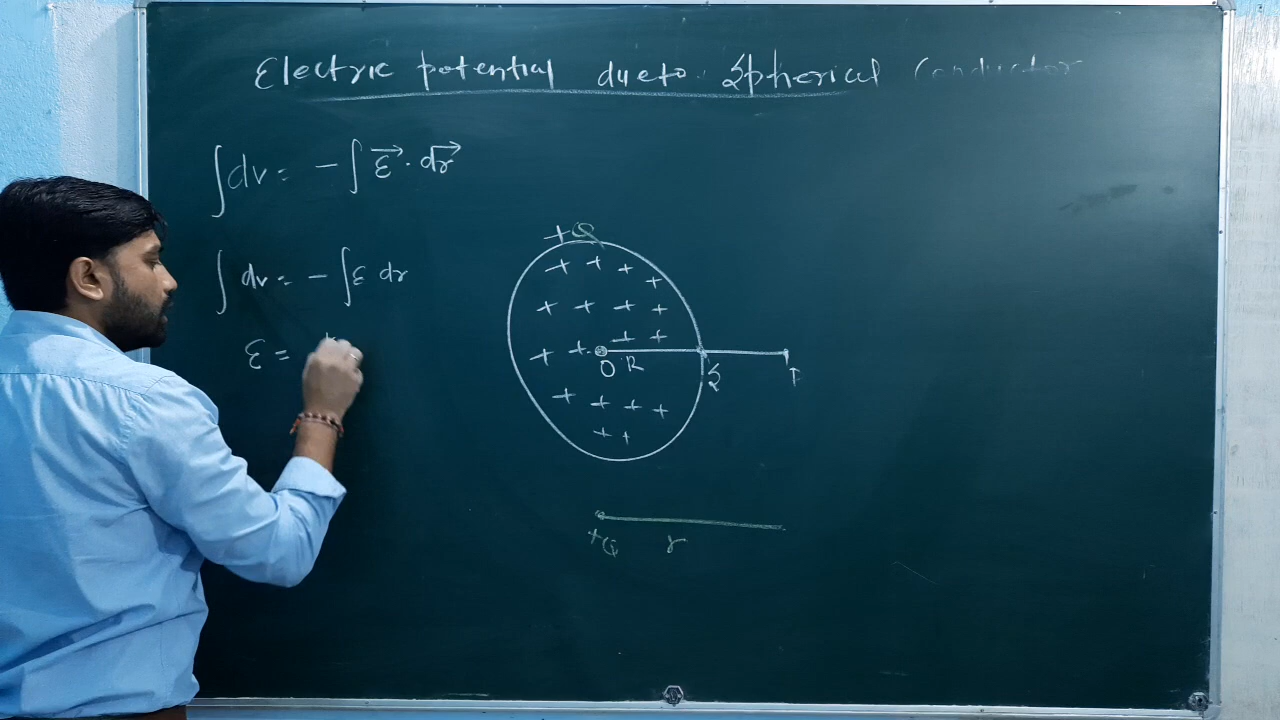 Electric potential due to Spherical Conductor
∫dv = - ∫ε⃗ · dr⃗
∫dv = - ∫ε dr
+Q
ε =
O R
S
+Q r